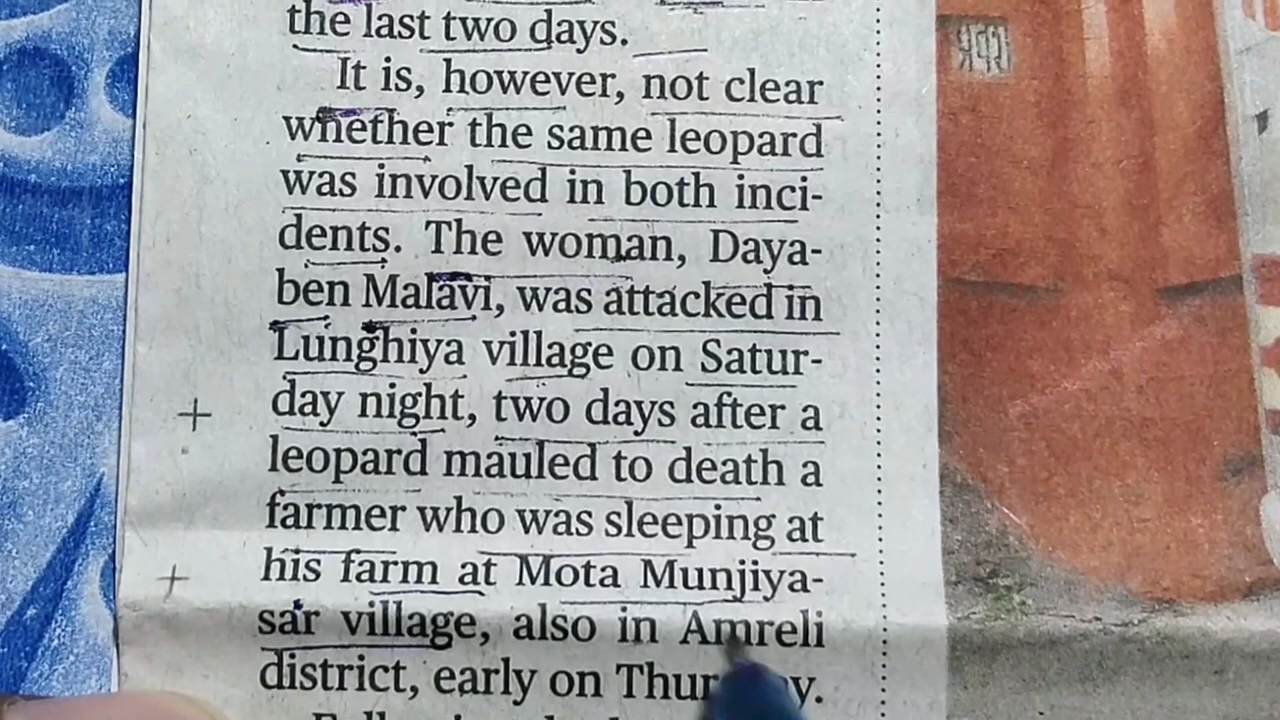 the last two days.
It is, however, not clear
whether the same leopard
was involved in both inci-
dents. The woman, Daya-
ben Malavi, was attacked in
Lunghiya village on Satur-
day night, two days after a
leopard mauled to death a
farmer who was sleeping at
his farm at Mota Munjiya-
sar village, also in Amreli
district, early on